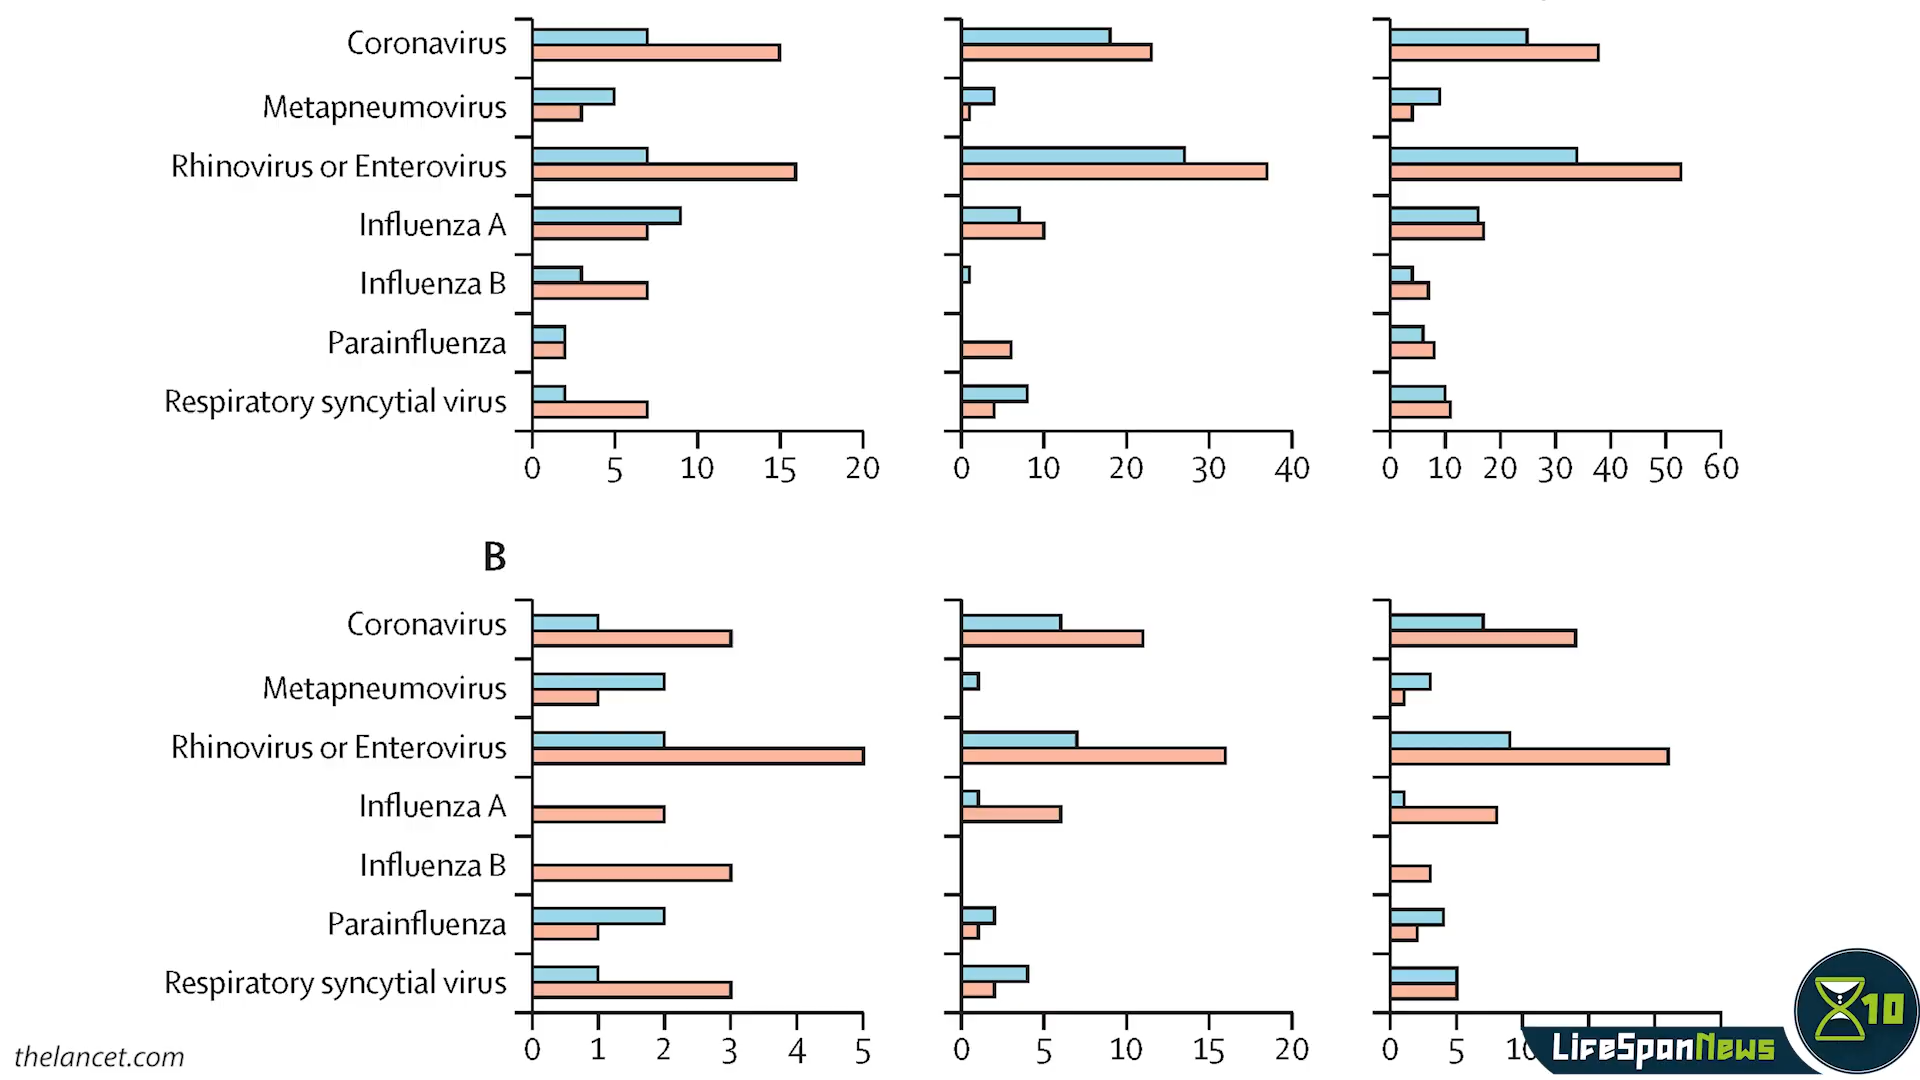 Coronavirus
Metapneumovirus
Rhinovirus or Enterovirus
Influenza A
Influenza B
Parainfluenza
Respiratory syncytial virus
0 5 10 15 20
0 10 20 30 40
0 10 20 30 40 50 60
B
Coronavirus
Metapneumovirus
Rhinovirus or Enterovirus
Influenza A
Influenza B
Parainfluenza
Respiratory syncytial virus
0 1 2 3 4 5
0 5 10 15 20
0 5 10
thelancet.com
LifeSpanNews
10